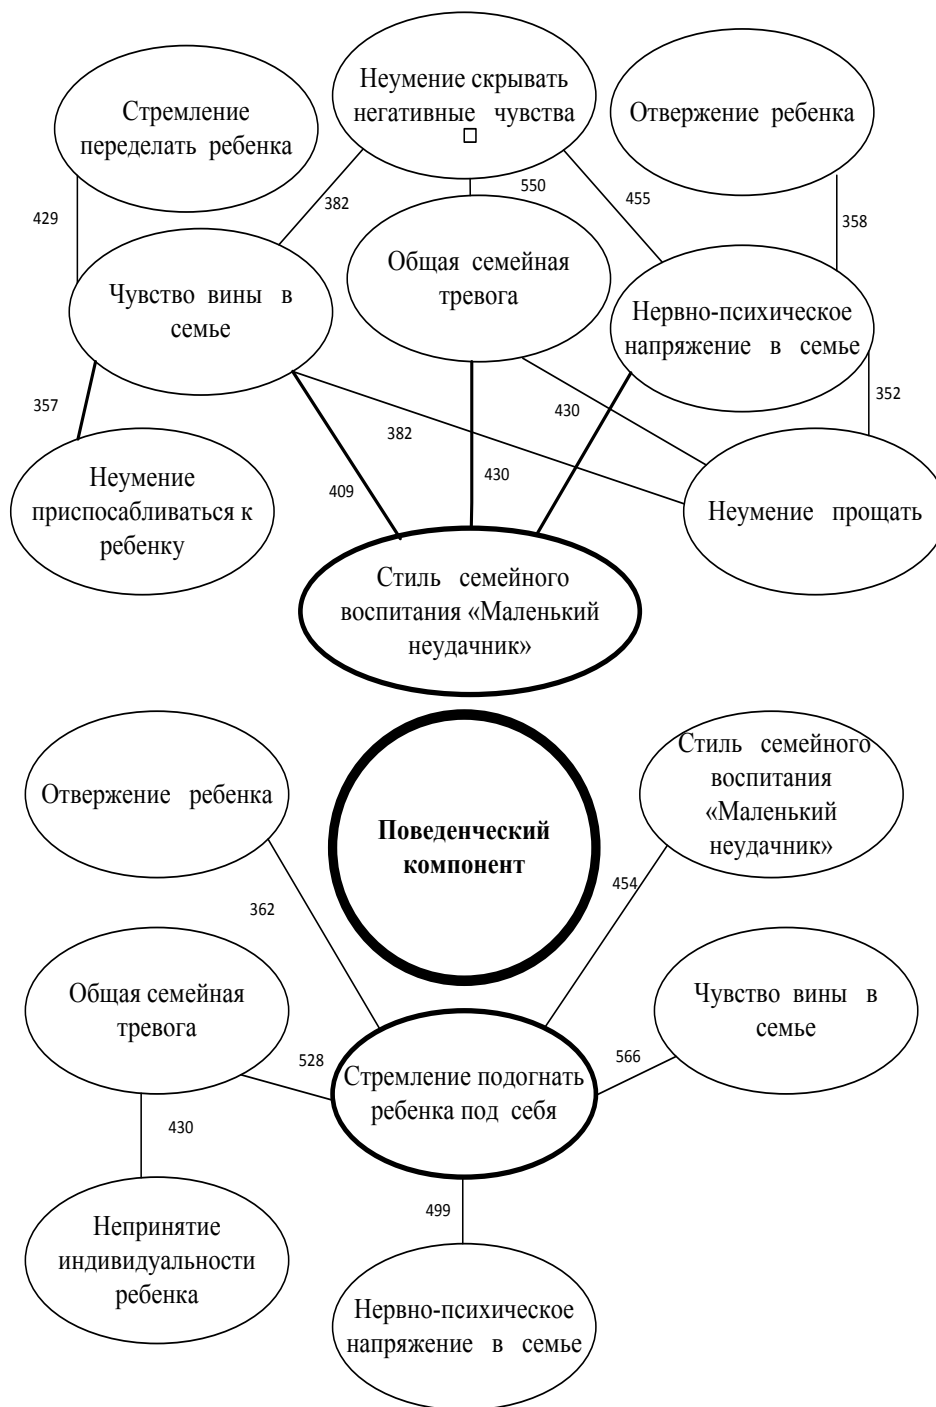 Неумение скрывать
негативные чувства
□
Стремление
переделать ребенка
Отвержение ребенка
550
382
455
429
358
Общая семейная
тревога
Чувство вины в
семье
Нервно-психическое
напряжение в семье
357
382
430
352
409
430
Неумение
приспосабливаться к
ребенку
Неумение прощать
Стиль семейного
воспитания «Маленький
неудачник»
Отвержение ребенка
Поведенческий
компонент
Стиль семейного
воспитания
«Маленький
неудачник»
362
454
Общая семейная
тревога
Чувство вины в
семье
528
566
Стремление подогнать
ребенка под себя
430
499
Непринятие
индивидуальности
ребенка
Нервно-психическое
напряжение в семье